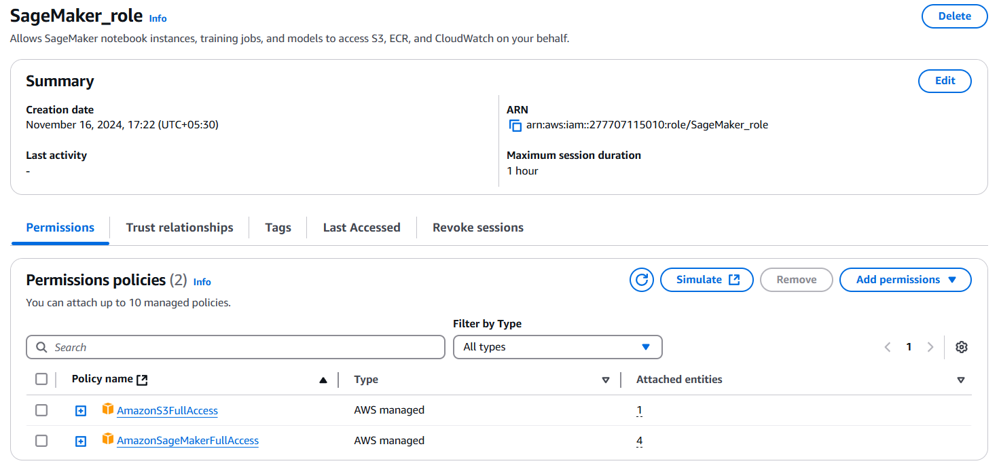 SageMaker_role Info
Delete
Allows SageMaker notebook instances, training jobs, and models to access S3, ECR, and CloudWatch on your behalf.
Summary
Edit
Creation date
November 16, 2024, 17:22 (UTC+05:30)
ARN
arn:aws:iam::277707115010:role/SageMaker_role
Last activity
-
Maximum session duration
1 hour
Permissions
Trust relationships
Tags
Last Accessed
Revoke sessions
Permissions policies (2) Info
Simulate
Remove
Add permissions
You can attach up to 10 managed policies.
Filter by Type
Search
All types
1
Policy name
Type
Attached entities
AmazonS3FullAccess
AWS managed
1
AmazonSageMakerFullAccess
AWS managed
4